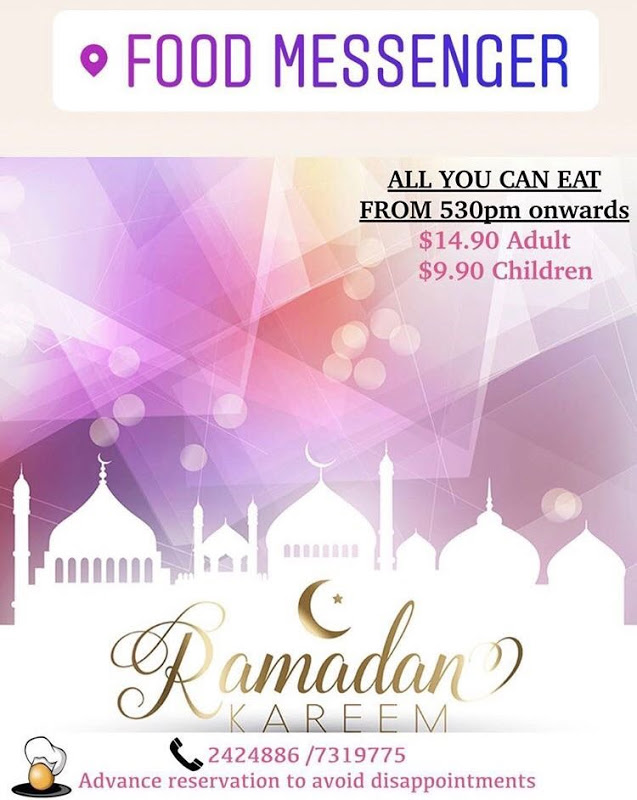 FOOD MESSENGER
ALL YOU CAN EAT
FROM 530pm onwards
$14.90 Adult
$9.90 Children
Ramadan
KAREEM
2424886 /7319775
Advance reservation to avoid disappointments